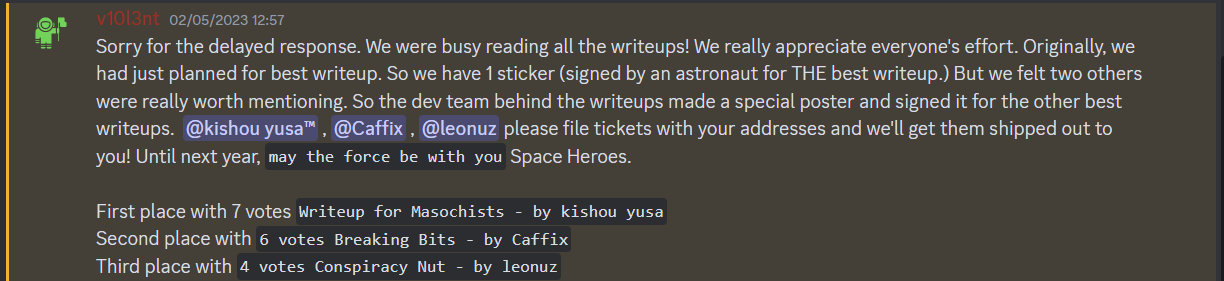 v10l3nt 02/05/2023 12:57
Sorry for the delayed response. We were busy reading all the writeups! We really appreciate everyone's effort. Originally, we
had just planned for best writeup. So we have 1 sticker (signed by an astronaut for THE best writeup.) But we felt two others
were really worth mentioning. So the dev team behind the writeups made a special poster and signed it for the other best
writeups. @kishou yusa™ , @Caffix , @leonuz please file tickets with your addresses and we'll get them shipped out to
you! Until next year, may the force be with you Space Heroes.
First place with 7 votes Writeup for Masochists - by kishou yusa
Second place with 6 votes Breaking Bits - by Caffix
Third place with 4 votes Conspiracy Nut - by leonuz